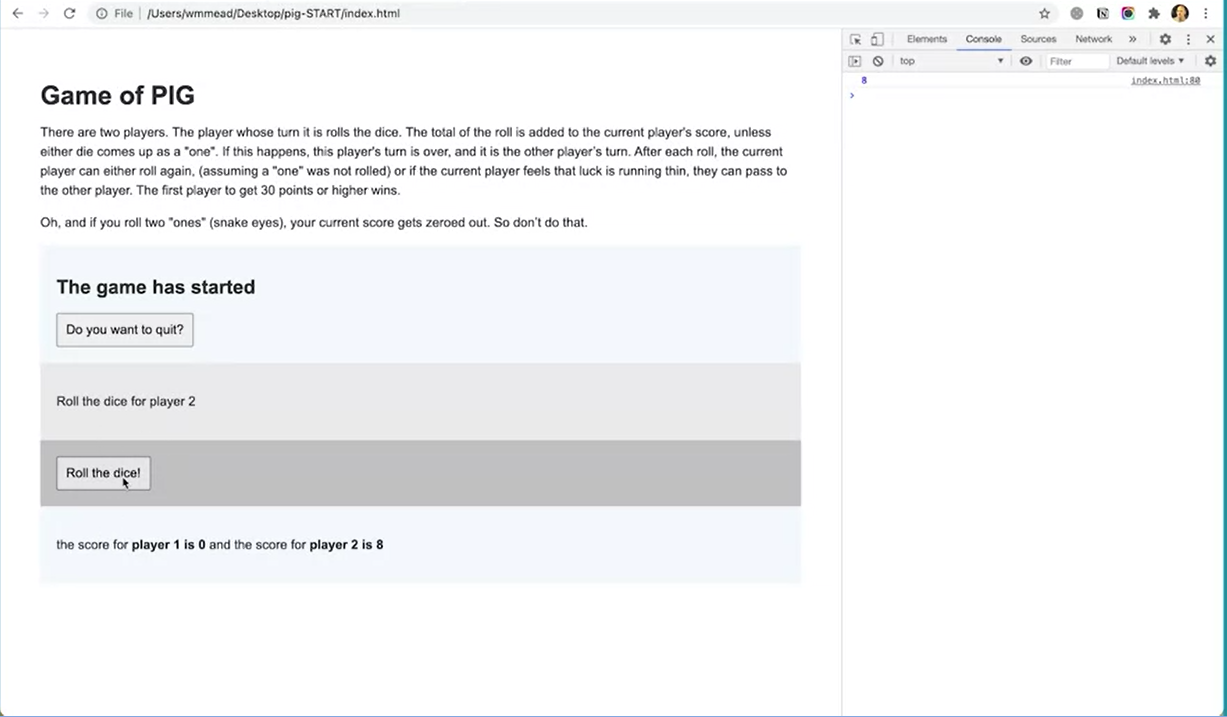 File /Users/wmmead/Desktop/pig-START/index.html
Elements Console Sources Network »
top Filter Default levels
8 index.html:80
>
Game of PIG
There are two players. The player whose turn it is rolls the dice. The total of the roll is added to the current player's score, unless
either die comes up as a "one". If this happens, this player's turn is over, and it is the other player's turn. After each roll, the current
player can either roll again, (assuming a "one" was not rolled) or if the current player feels that luck is running thin, they can pass to
the other player. The first player to get 30 points or higher wins.
Oh, and if you roll two "ones" (snake eyes), your current score gets zeroed out. So don't do that.
The game has started
Do you want to quit?
Roll the dice for player 2
Roll the dice!
the score for player 1 is 0 and the score for player 2 is 8